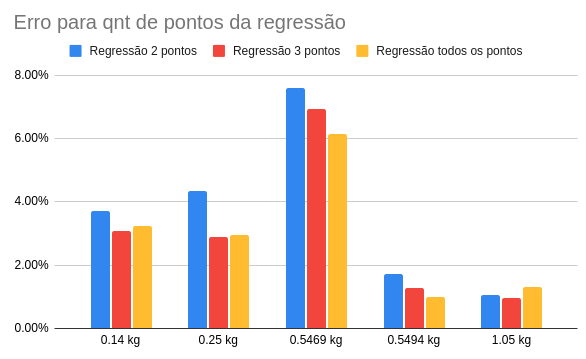 Erro para qnt de pontos da regressão
Regressão 2 pontos Regressão 3 pontos Regressão todos os pontos
8.00%
6.00%
4.00%
2.00%
0.00%
0.14 kg 0.25 kg 0.5469 kg 0.5494 kg 1.05 kg